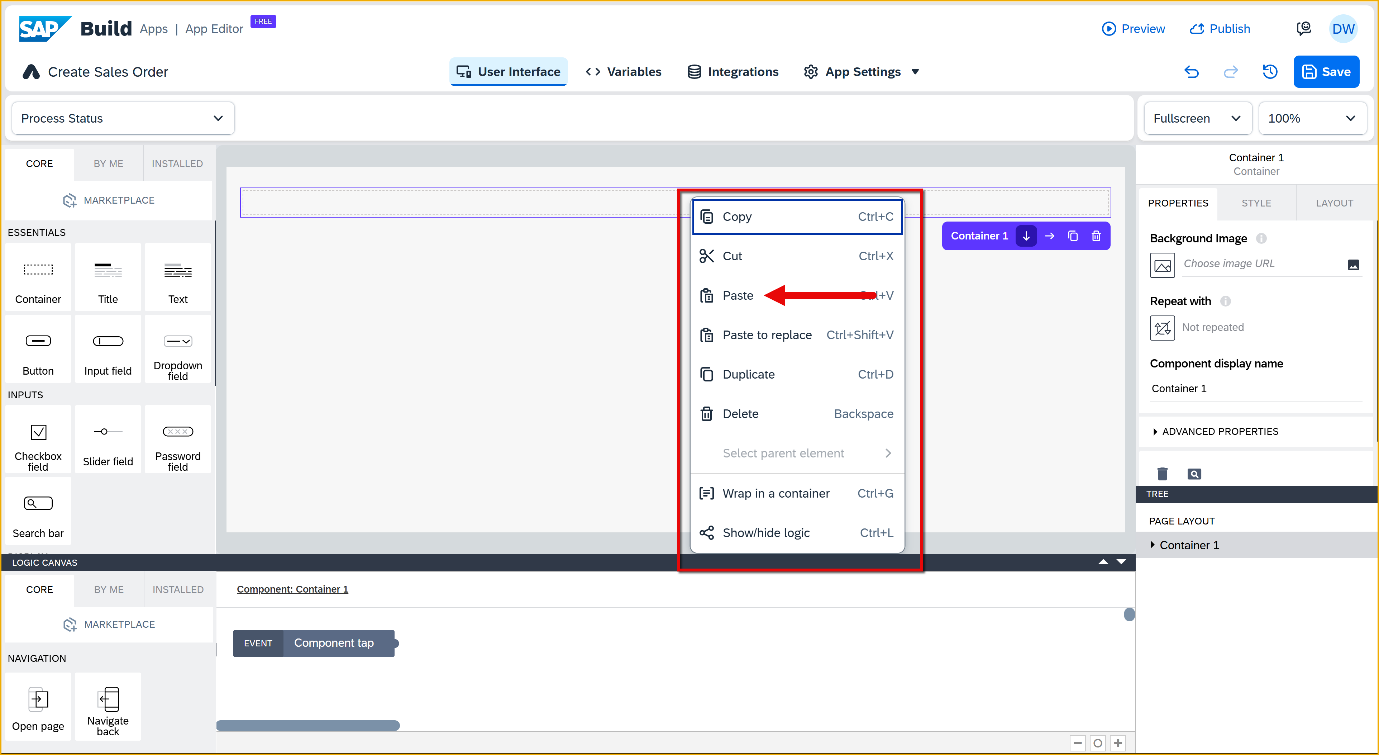 SAP Build Apps | App Editor FREE
Preview
Publish
DW
Create Sales Order
User Interface
Variables
Integrations
App Settings
Save
Process Status
Fullscreen
100%
CORE
BY ME
INSTALLED
MARKETPLACE
ESSENTIALS
Container
Title
Text
Button
Input field
Dropdown
field
INPUTS
Checkbox
field
Slider field
Password
field
Search bar
Copy Ctrl+C
Cut Ctrl+X
Paste
Paste to replace Ctrl+Shift+V
Duplicate Ctrl+D
Delete Backspace
Select parent element
Wrap in a container Ctrl+G
Show/hide logic Ctrl+L
Container 1
Container 1
Container
PROPERTIES
STYLE
LAYOUT
Background Image
Choose image URL
Repeat with
Not repeated
Component display name
Container 1
ADVANCED PROPERTIES
TREE
PAGE LAYOUT
Container 1
LOGIC CANVAS
CORE
BY ME
INSTALLED
MARKETPLACE
NAVIGATION
Open page
Navigate
back
Component: Container 1
EVENT
Component tap